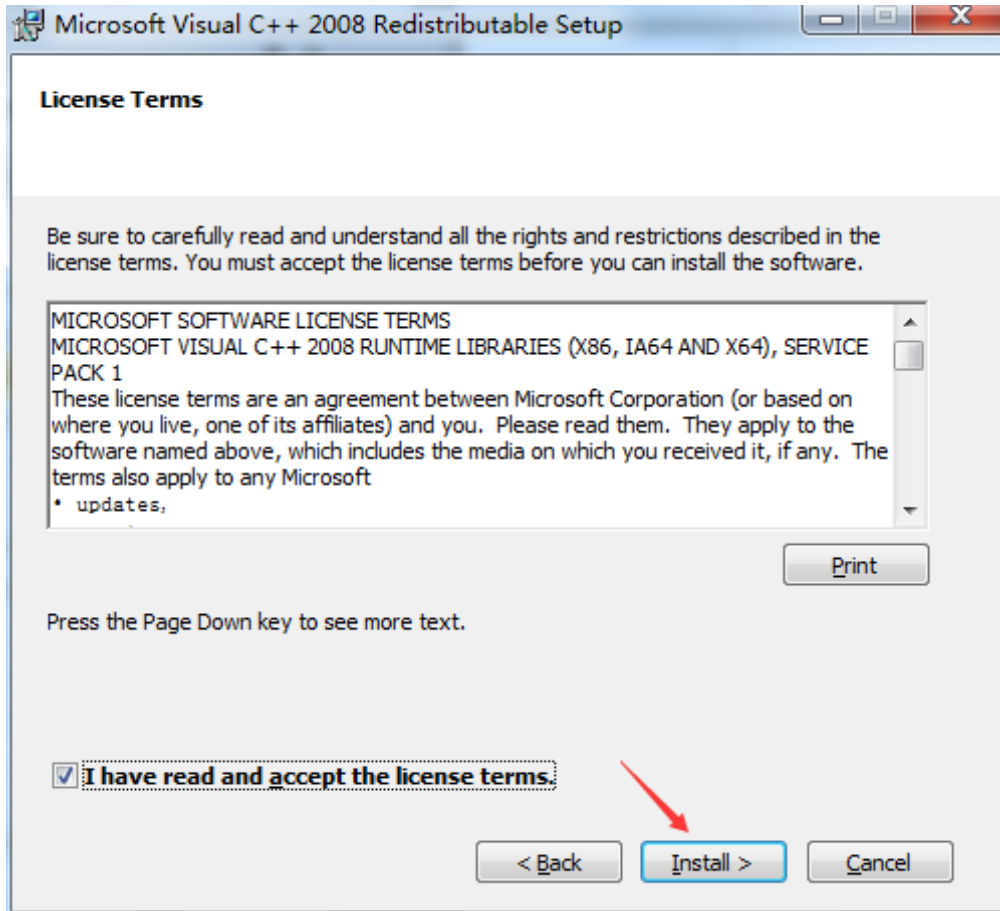 Microsoft Visual C++ 2008 Redistributable Setup
License Terms
Be sure to carefully read and understand all the rights and restrictions described in the
license terms. You must accept the license terms before you can install the software.
MICROSOFT SOFTWARE LICENSE TERMS
MICROSOFT VISUAL C++ 2008 RUNTIME LIBRARIES (X86, IA64 AND X64), SERVICE
PACK 1
These license terms are an agreement between Microsoft Corporation (or based on
where you live, one of its affiliates) and you.  Please read them.  They apply to the
software named above, which includes the media on which you received it, if any.  The
terms also apply to any Microsoft
• updates,
Print
Press the Page Down key to see more text.
I have read and accept the license terms.
< Back
Install >
Cancel